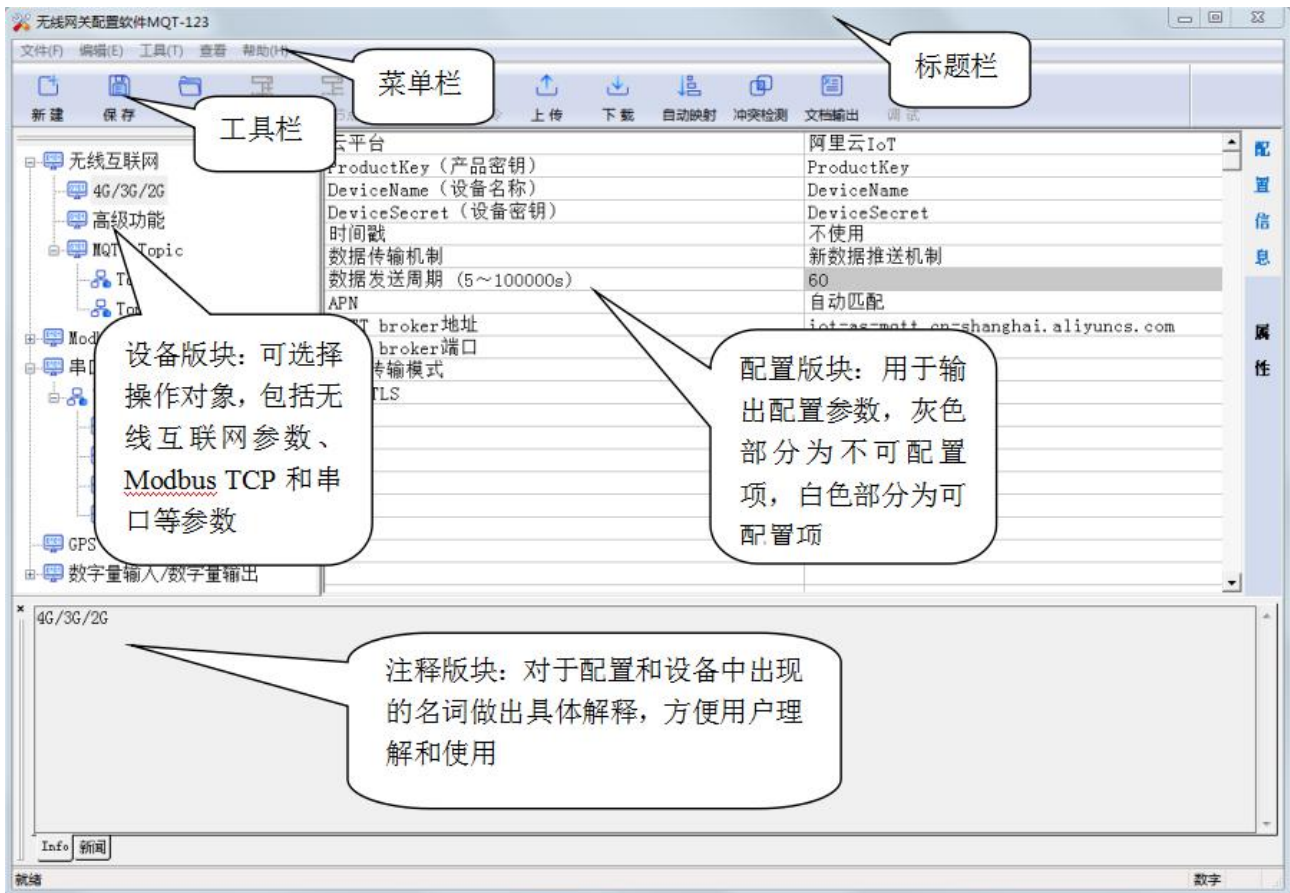 无线网关配置软件MQT-123
文件(F) 编辑(E) 工具(T) 查看 帮助(H)
标题栏
菜单栏
工具栏
新建 保存 上传 下载 自动映射 冲突检测 文档输出 调试
云平台 阿里云IoT
ProductKey（产品密钥） ProductKey
DeviceName（设备名称） DeviceName
DeviceSecret（设备密钥） DeviceSecret
时间戳 不使用
数据传输机制 新数据推送机制
数据发送周期 (5～100000s) 60
APN 自动匹配
broker地址 iot-as-mqtt.cn-shanghai.aliyuncs.com
broker端口
传输模式
TLS
无线互联网
4G/3G/2G
高级功能
MQT Topic
GPS
数字量输入/数字量输出
设备版块：可选择
操作对象，包括无
线互联网参数、
Modbus TCP 和串
口等参数
配置版块：用于输
出配置参数，灰色
部分为不可配置
项，白色部分为可
配置项
配置信息
属性
4G/3G/2G
注释版块：对于配置和设备中出现
的名词做出具体解释，方便用户理
解和使用
Info 新闻
就绪 数字